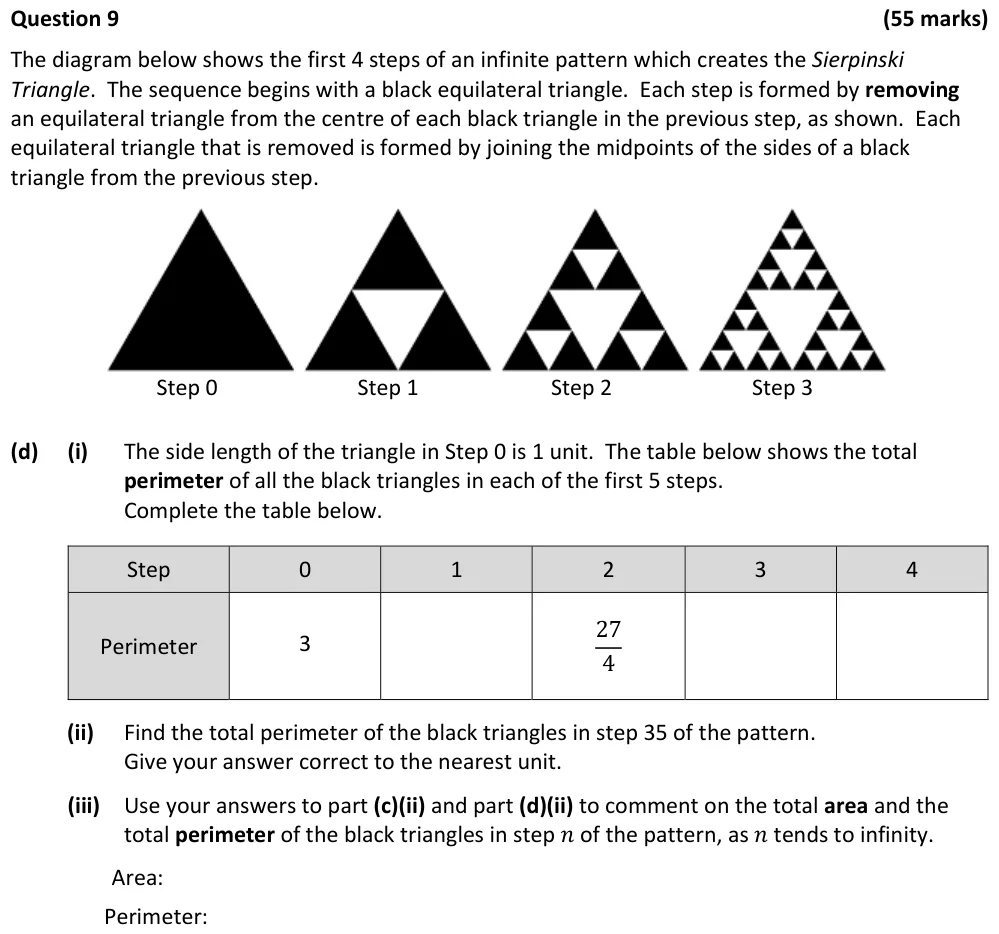 Question 9 (55 marks)
The diagram below shows the first 4 steps of an infinite pattern which creates the Sierpinski
Triangle. The sequence begins with a black equilateral triangle. Each step is formed by removing
an equilateral triangle from the centre of each black triangle in the previous step, as shown. Each
equilateral triangle that is removed is formed by joining the midpoints of the sides of a black
triangle from the previous step.
Step 0 Step 1 Step 2 Step 3
(d) (i) The side length of the triangle in Step 0 is 1 unit. The table below shows the total
perimeter of all the black triangles in each of the first 5 steps.
Complete the table below.
Step 0 1 2 3 4
Perimeter 3 27/4
(ii) Find the total perimeter of the black triangles in step 35 of the pattern.
Give your answer correct to the nearest unit.
(iii) Use your answers to part (c)(ii) and part (d)(ii) to comment on the total area and the
total perimeter of the black triangles in step n of the pattern, as n tends to infinity.
Area:
Perimeter: